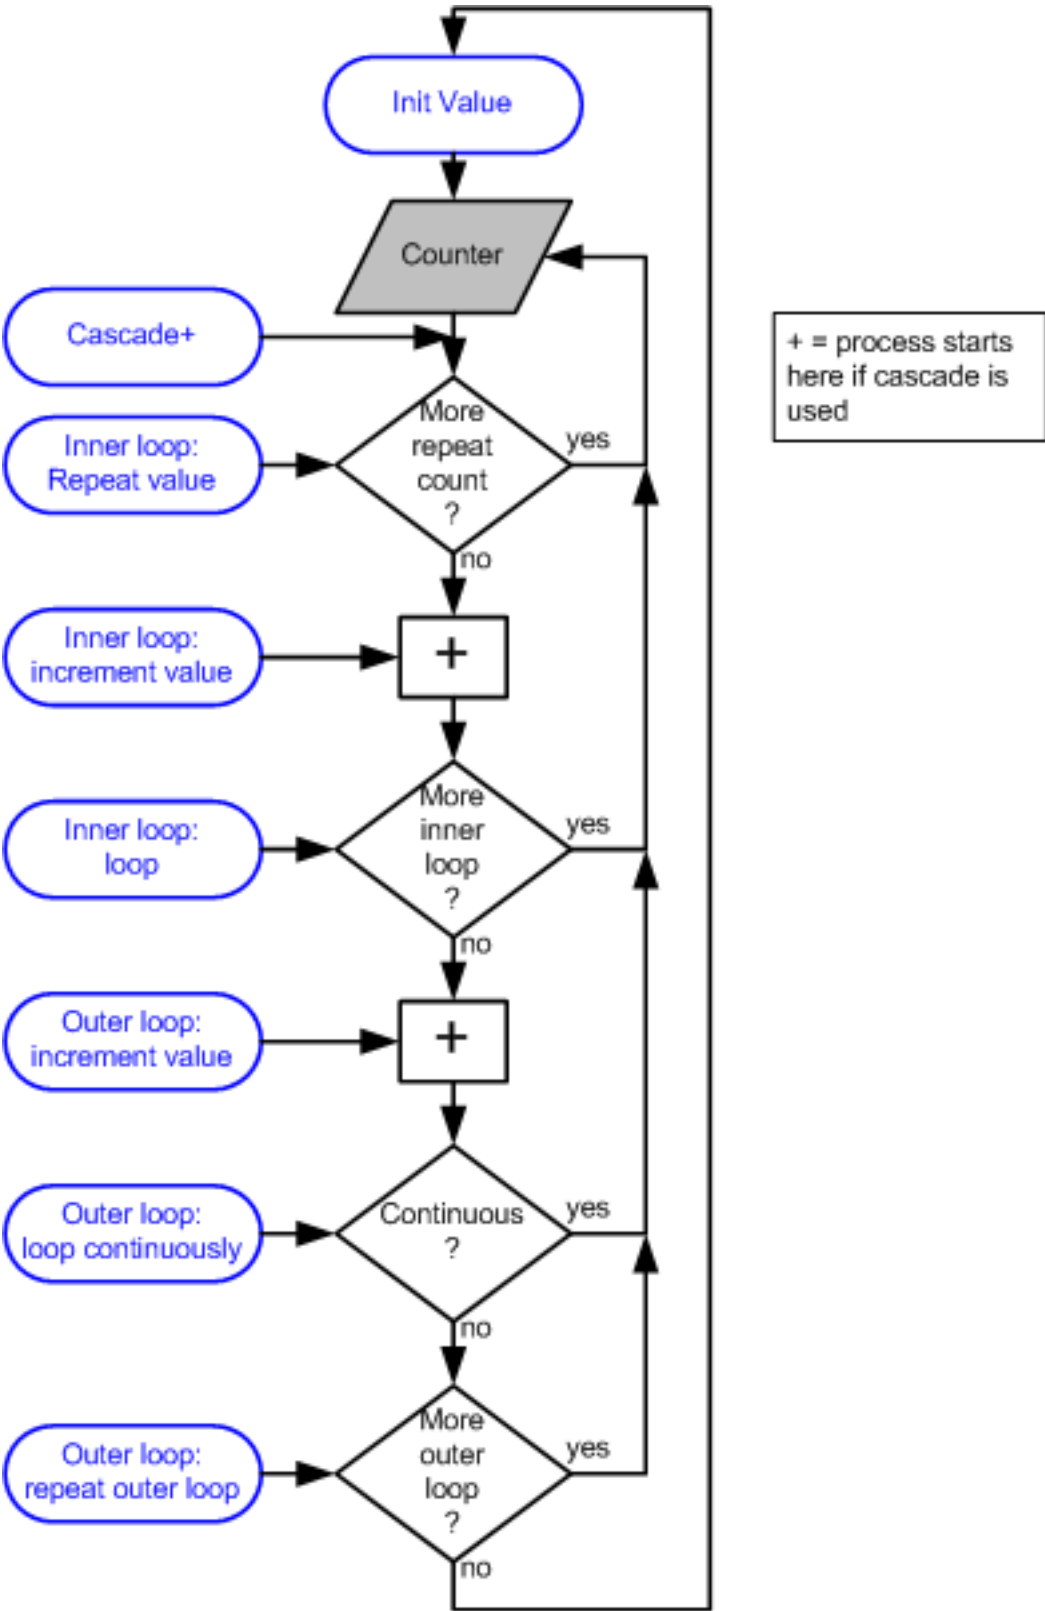 Init Value
Counter
Cascade+
+ = process starts
here if cascade is
used
Inner loop:
Repeat value
More
repeat
count
?
yes
no
Inner loop:
increment value
+
Inner loop:
loop
More
inner
loop
?
yes
no
Outer loop:
increment value
+
Outer loop:
loop continuously
Continuous
?
yes
no
Outer loop:
repeat outer loop
More
outer
loop
?
yes
no